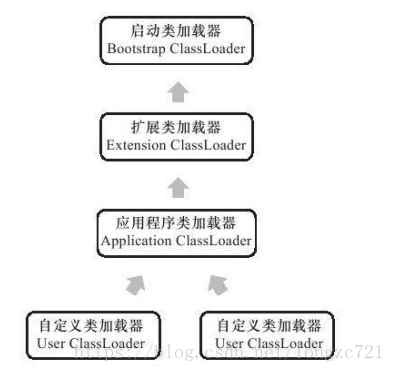 启动类加载器
Bootstrap ClassLoader
扩展类加载器
Extension ClassLoader
应用程序类加载器
Application ClassLoader
自定义类加载器
User ClassLoader
自定义类加载器
User ClassLoader
https://blog.csdn.net/tongzc721